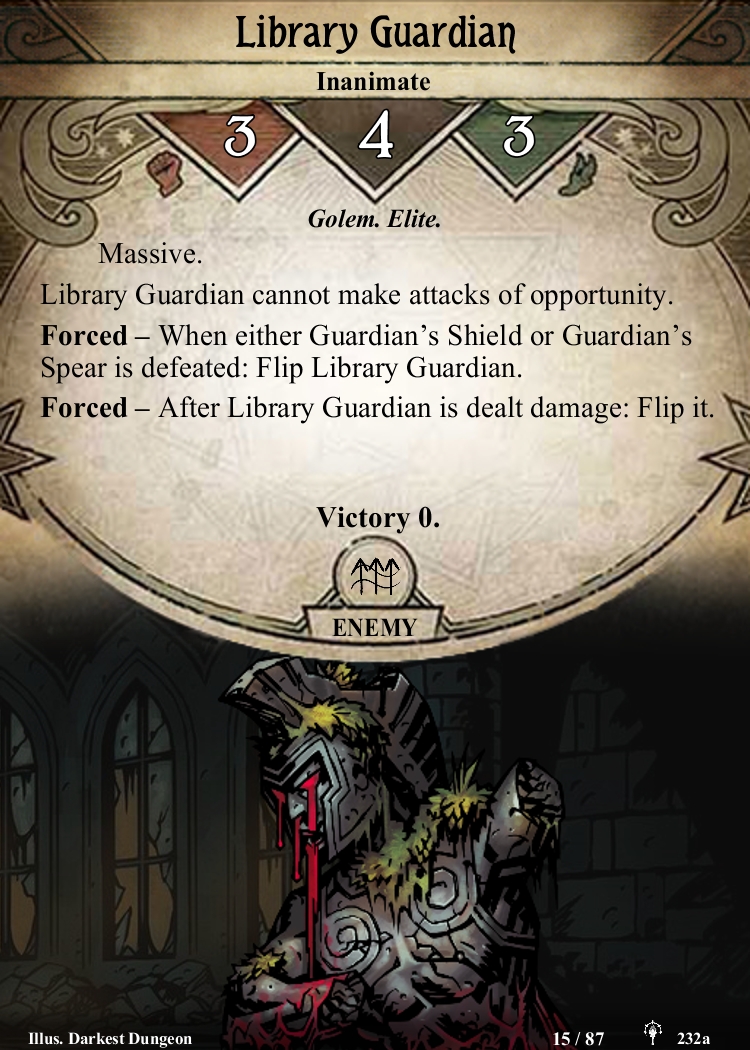 Library Guardian
Inanimate
3 4 3
Golem. Elite.
Massive.
Library Guardian cannot make attacks of opportunity.
Forced – When either Guardian’s Shield or Guardian’s
Spear is defeated: Flip Library Guardian.
Forced – After Library Guardian is dealt damage: Flip it.
Victory 0.
ENEMY
Illus. Darkest Dungeon 15 / 87 232a